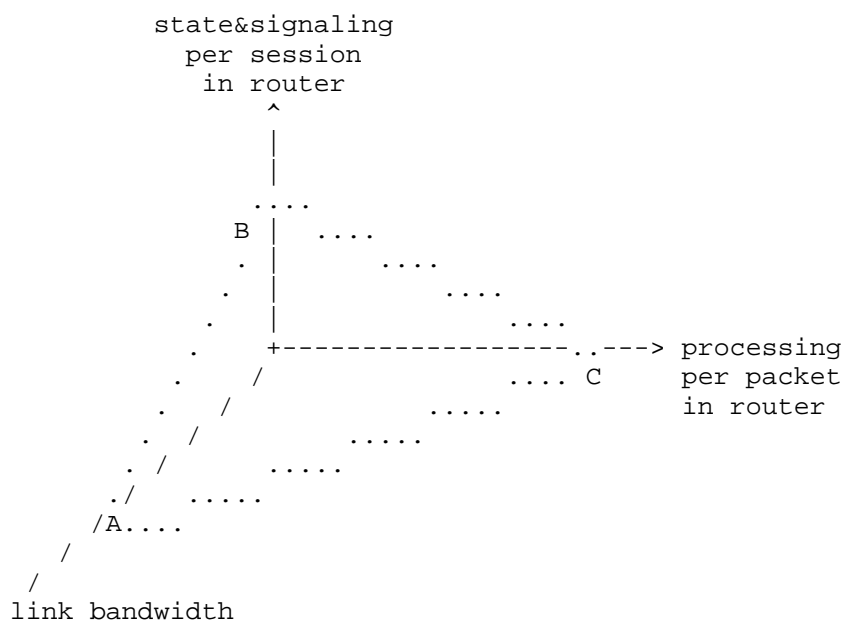 state&signaling
per session
in router
B
processing
C per packet
in router
A
link bandwidth